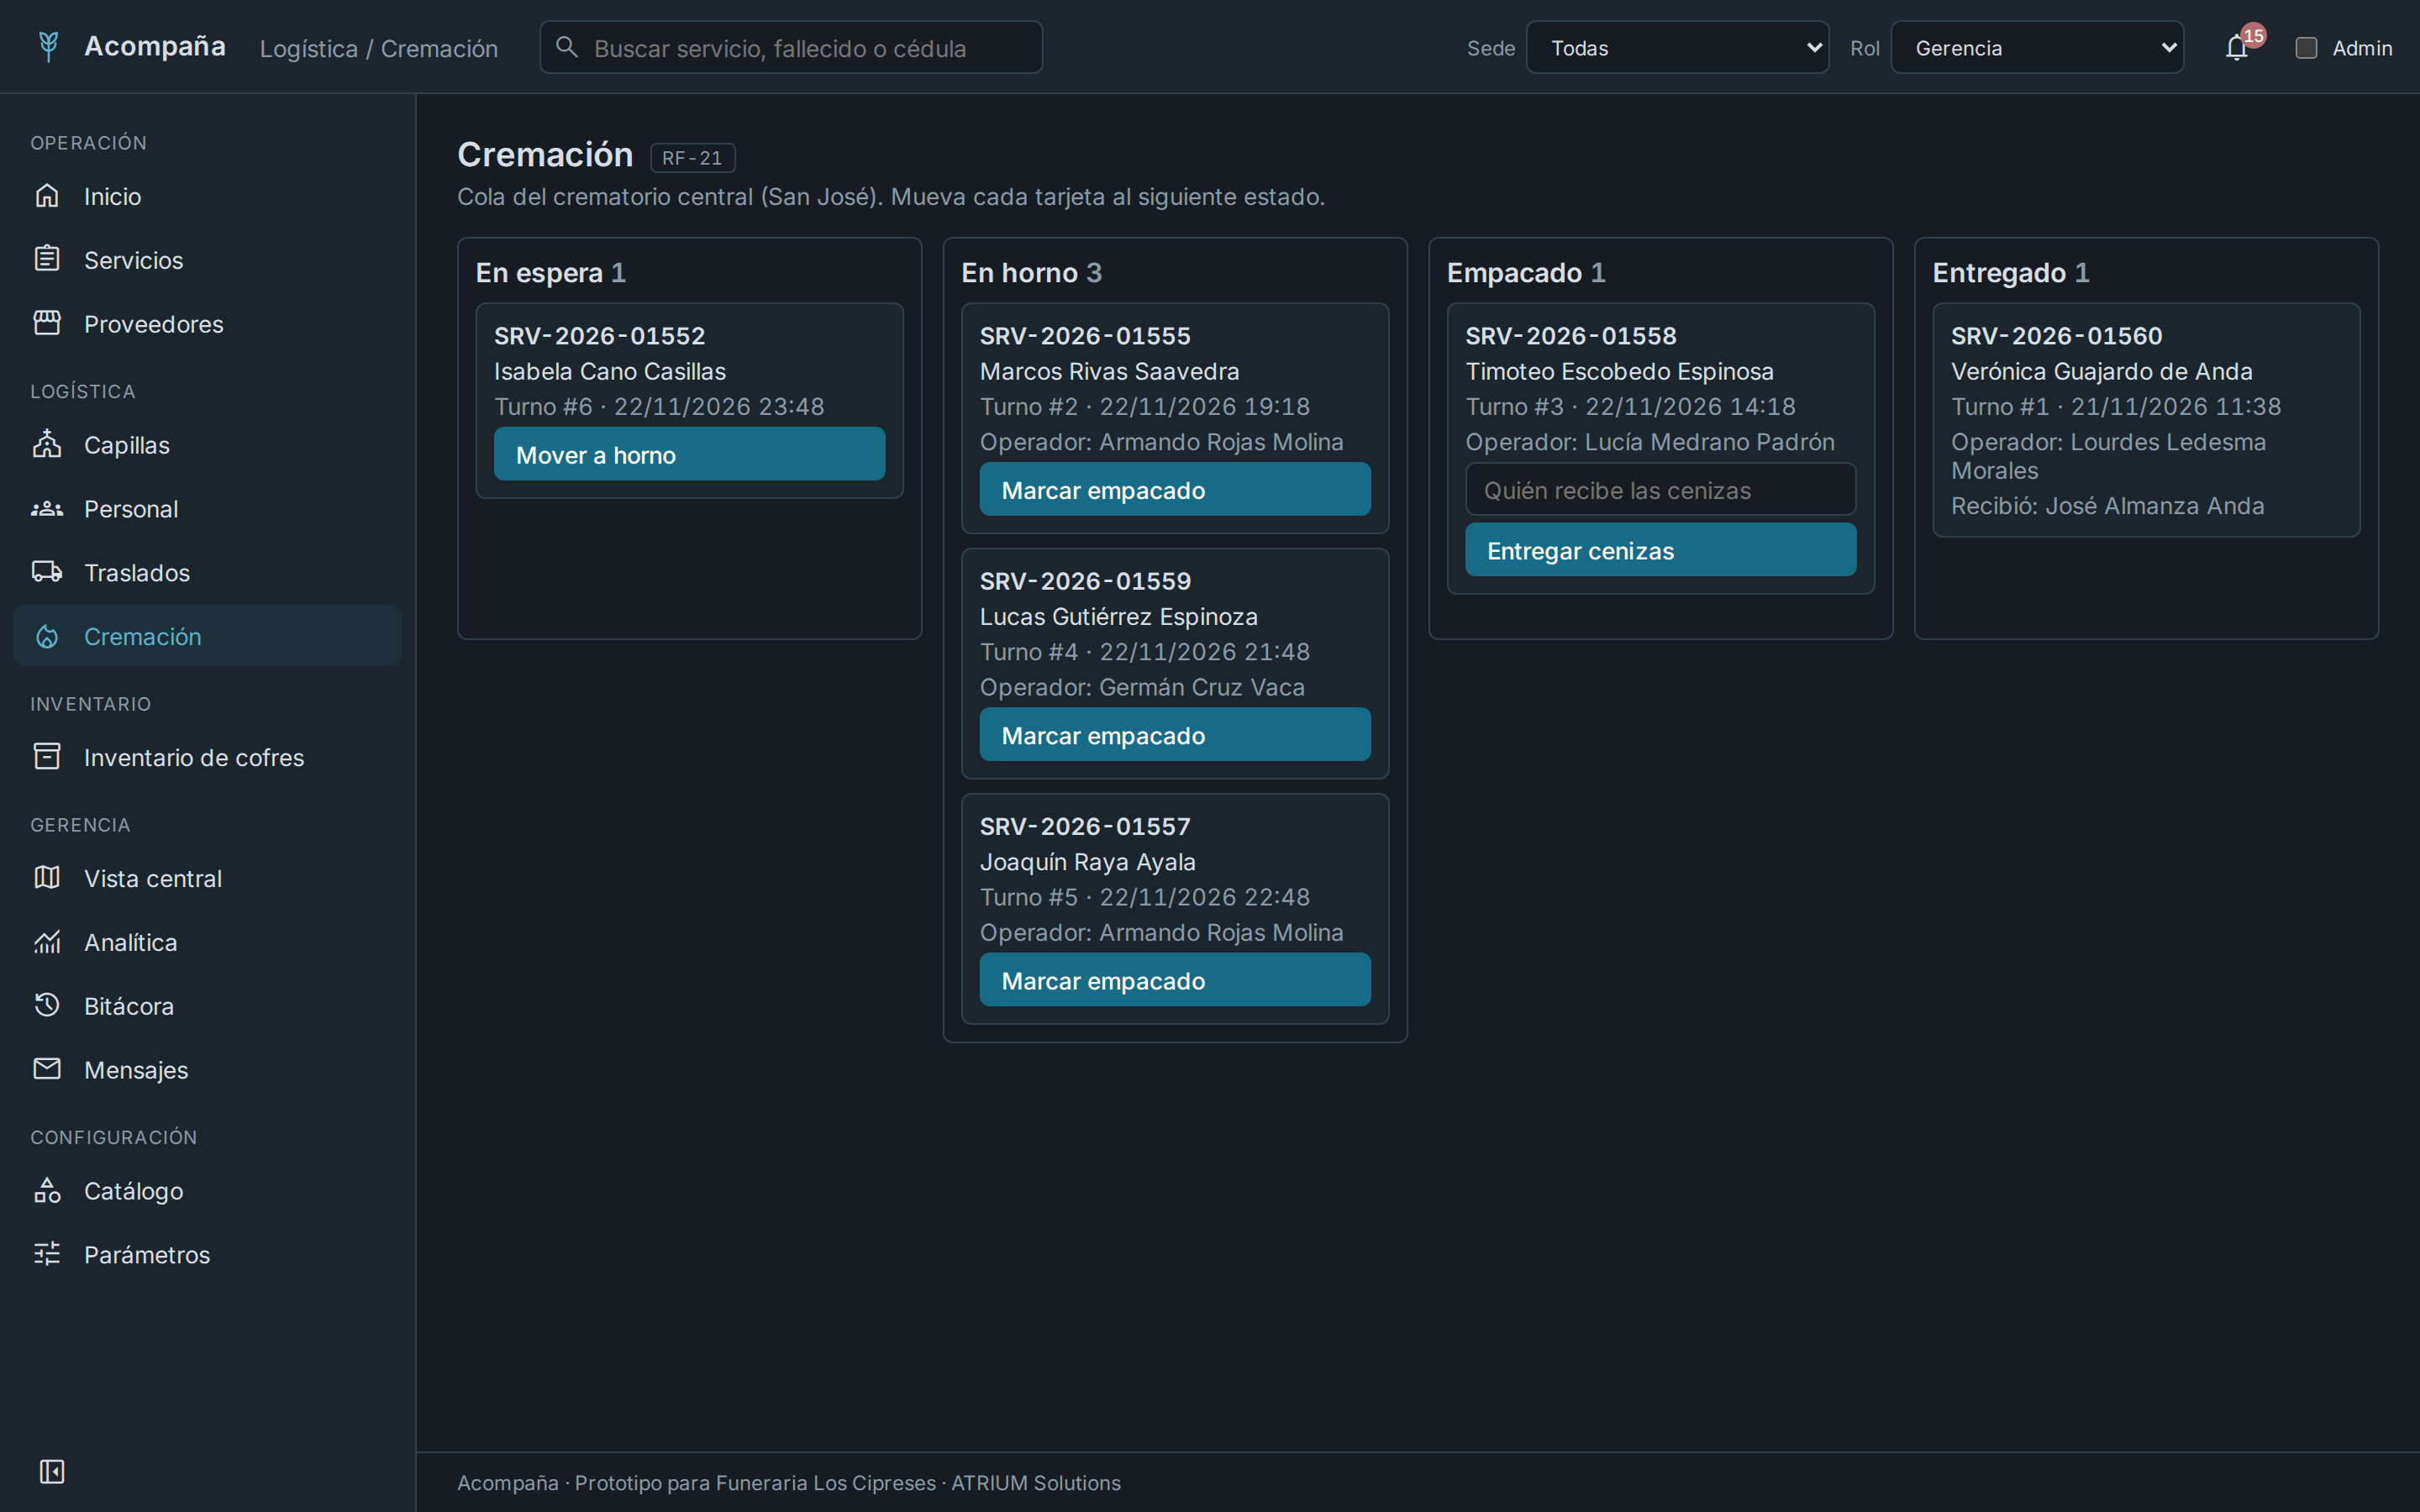 Acompaña
Logística / Cremación
Buscar servicio, fallecido o cédula
Sede
Todas
Rol
Gerencia
15
Admin
OPERACIÓN
Inicio
Servicios
Proveedores
LOGÍSTICA
Capillas
Personal
Traslados
Cremación
INVENTARIO
Inventario de cofres
GERENCIA
Vista central
Analítica
Bitácora
Mensajes
CONFIGURACIÓN
Catálogo
Parámetros
Cremación RF-21
Cola del crematorio central (San José). Mueva cada tarjeta al siguiente estado.
En espera 1
SRV-2026-01552
Isabela Cano Casillas
Turno #6 · 22/11/2026 23:48
Mover a horno
En horno 3
SRV-2026-01555
Marcos Rivas Saavedra
Turno #2 · 22/11/2026 19:18
Operador: Armando Rojas Molina
Marcar empacado
SRV-2026-01559
Lucas Gutiérrez Espinoza
Turno #4 · 22/11/2026 21:48
Operador: Germán Cruz Vaca
Marcar empacado
SRV-2026-01557
Joaquín Raya Ayala
Turno #5 · 22/11/2026 22:48
Operador: Armando Rojas Molina
Marcar empacado
Empacado 1
SRV-2026-01558
Timoteo Escobedo Espinosa
Turno #3 · 22/11/2026 14:18
Operador: Lucía Medrano Padrón
Quién recibe las cenizas
Entregar cenizas
Entregado 1
SRV-2026-01560
Verónica Guajardo de Anda
Turno #1 · 21/11/2026 11:38
Operador: Lourdes Ledesma
Morales
Recibió: José Almanza Anda
Acompaña · Prototipo para Funeraria Los Cipreses · ATRIUM Solutions